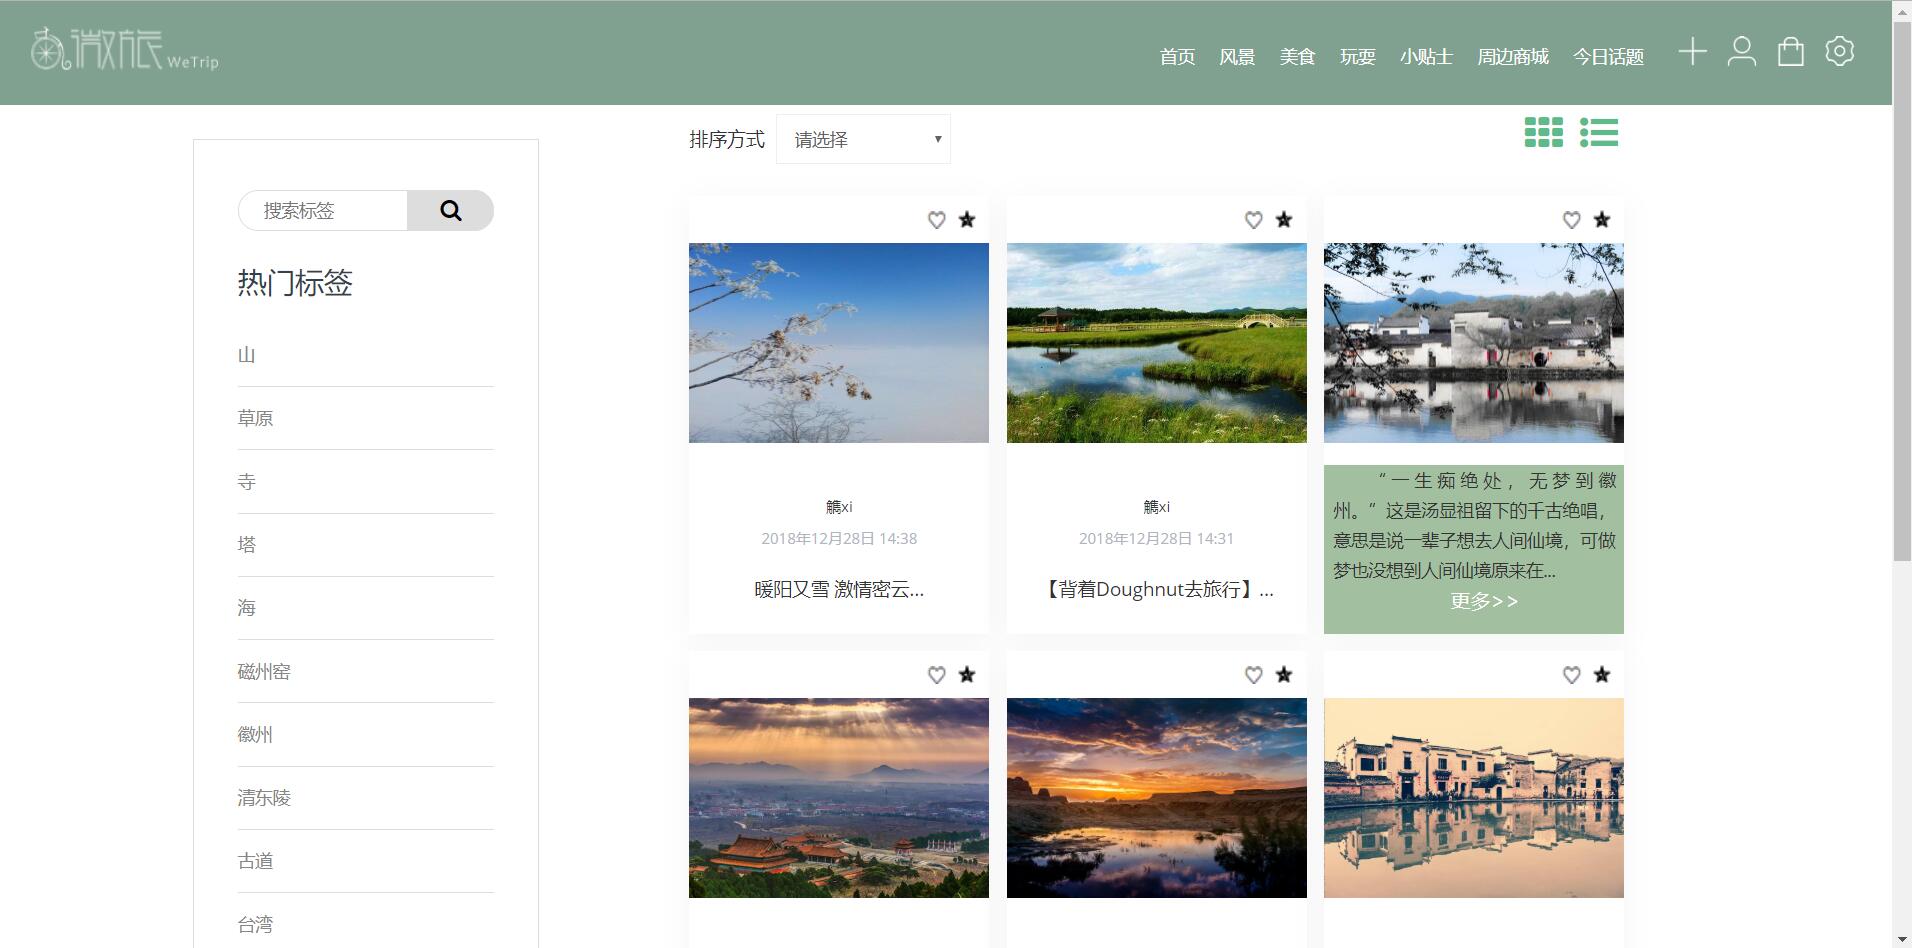 微旅 WeTrip
首页 风景 美食 玩耍 小贴士 周边商城 今日话题
排序方式 请选择
搜索标签
热门标签
山
草原
寺
塔
海
磁州窑
徽州
清东陵
古道
台湾
xi
2018年12月28日 14:38
暖阳又雪 激情密云...
xi
2018年12月28日 14:31
【背着Doughnut去旅行】...
“一生痴绝处，无梦到徽
州。”这是汤显祖留下的千古绝唱，
意思是说一辈子想去人间仙境，可做
梦也没想到人间仙境原来在...
更多>>